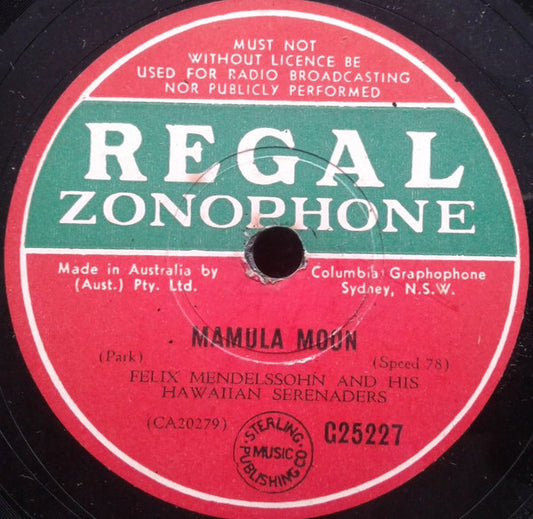 MUST NOT
WITHOUT LICENCE BE
USED FOR RADIO BROADCASTING
NOR PUBLICLY PERFORMED
REGAL
ZONOPHONE
Made in Australia by Columbia Graphophone
(Aust.) Pty. Ltd. Sydney, N.S.W.
MAMULA MOON
(Park) (Speed 78)
FELIX MENDELSSOHN AND HIS
HAWAIIAN SERENADERS
(CA20279) G25227
STERLING
MUSIC
PUBLISHING CO